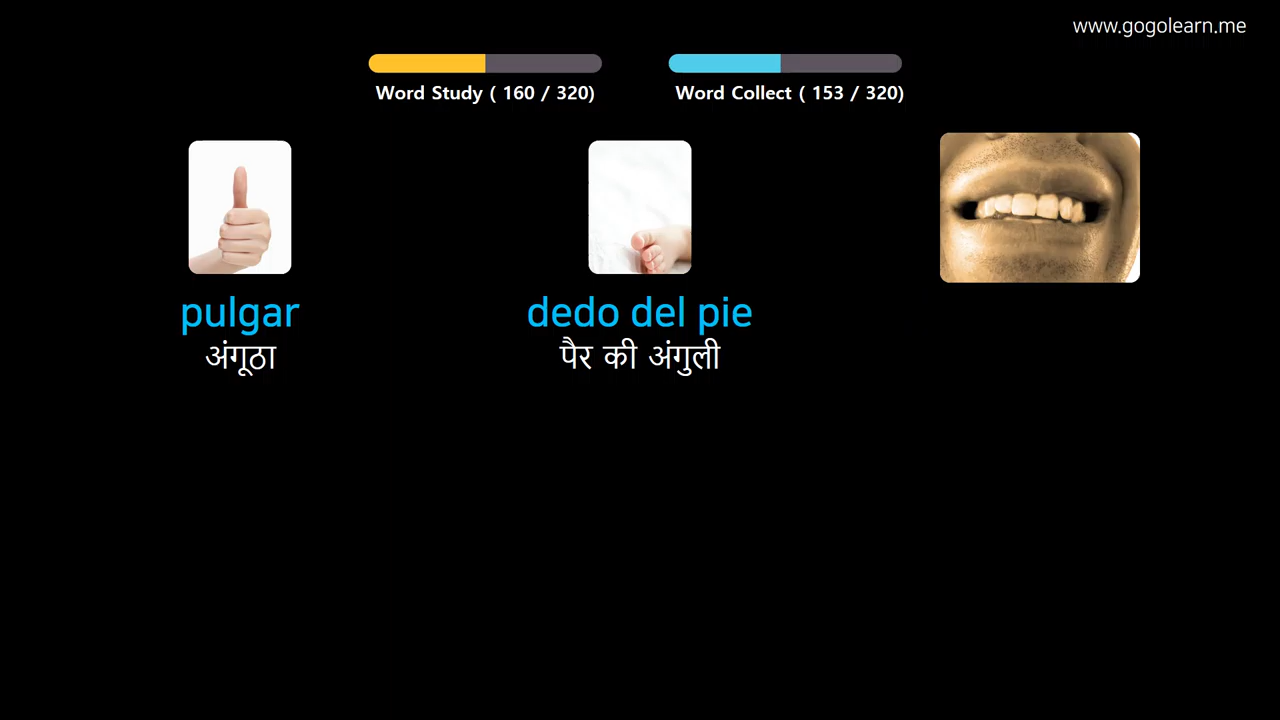 www.gogolearn.me
Word Study ( 160 / 320)
Word Collect ( 153 / 320)
pulgar
अंगूठा
dedo del pie
पैर की अंगुली